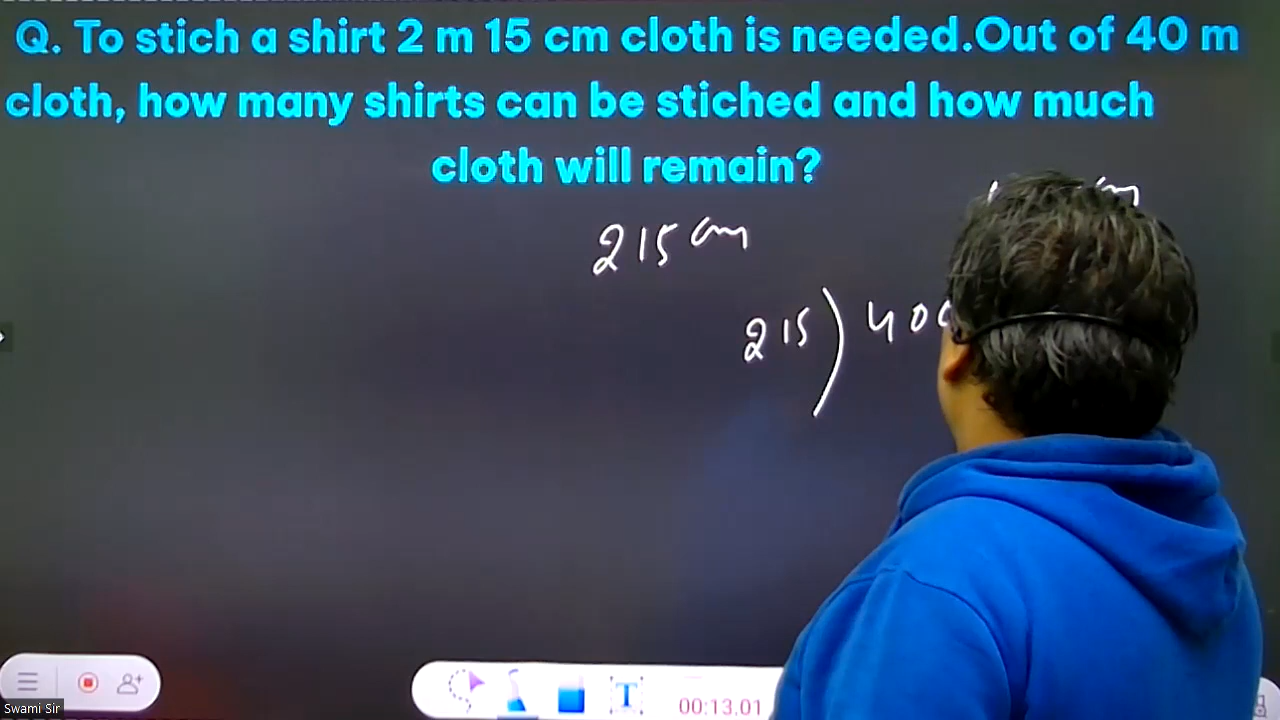 Q. To stich a shirt 2 m 15 cm cloth is needed.Out of 40 m
cloth, how many shirts can be stiched and how much
cloth will remain?
215 cm
215) 40
T
00:13.01
Swami Sir